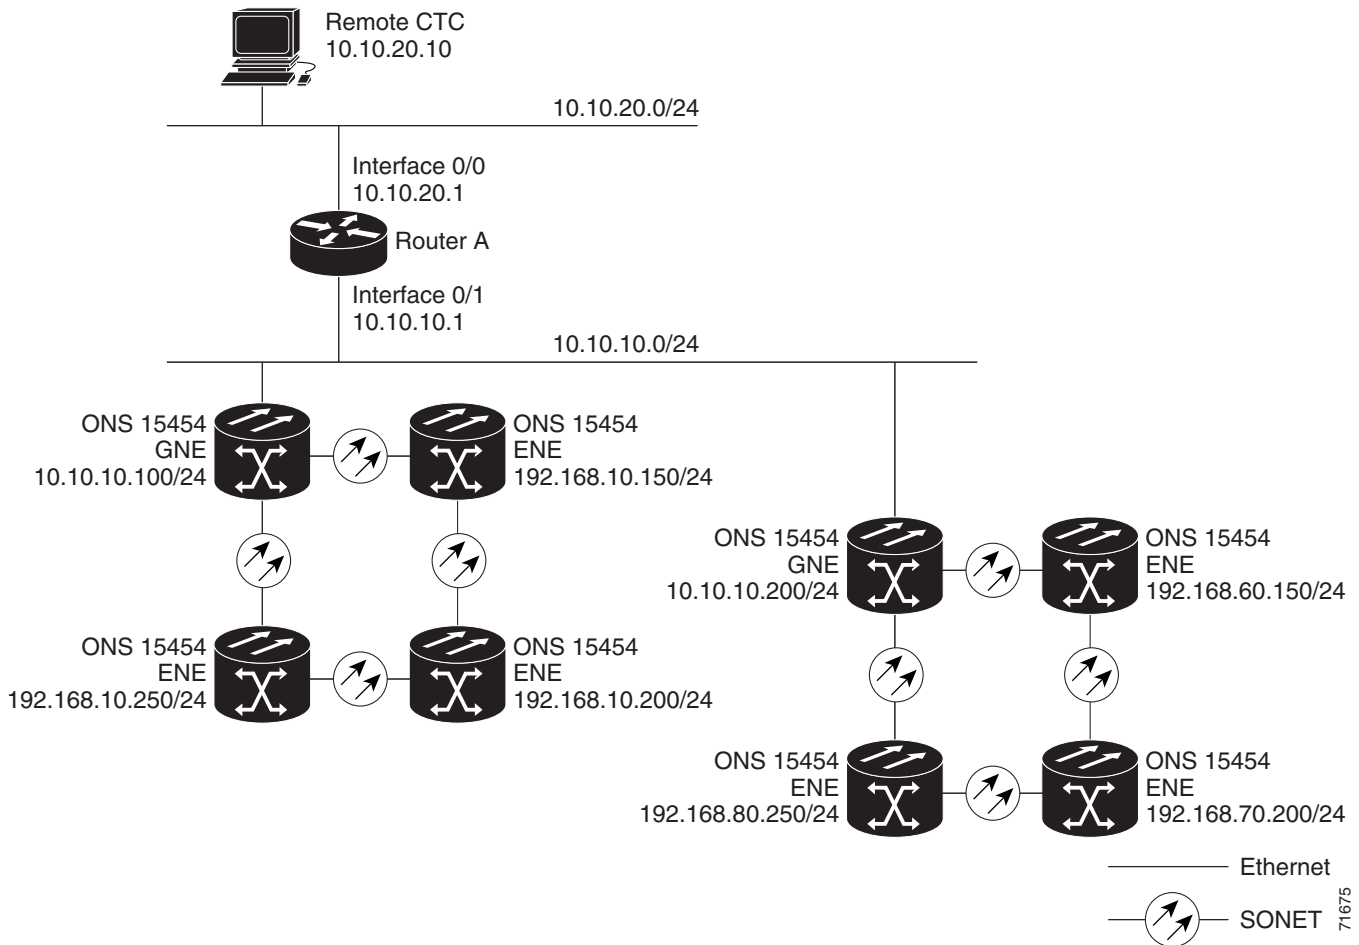 Remote CTC
10.10.20.10
10.10.20.0/24
Interface 0/0
10.10.20.1
Router A
Interface 0/1
10.10.10.1
10.10.10.0/24
ONS 15454
GNE
10.10.10.100/24
ONS 15454
ENE
192.168.10.150/24
ONS 15454
GNE
10.10.10.200/24
ONS 15454
ENE
192.168.60.150/24
ONS 15454
ENE
192.168.10.250/24
ONS 15454
ENE
192.168.10.200/24
ONS 15454
ENE
192.168.80.250/24
ONS 15454
ENE
192.168.70.200/24
Ethernet
SONET
71675